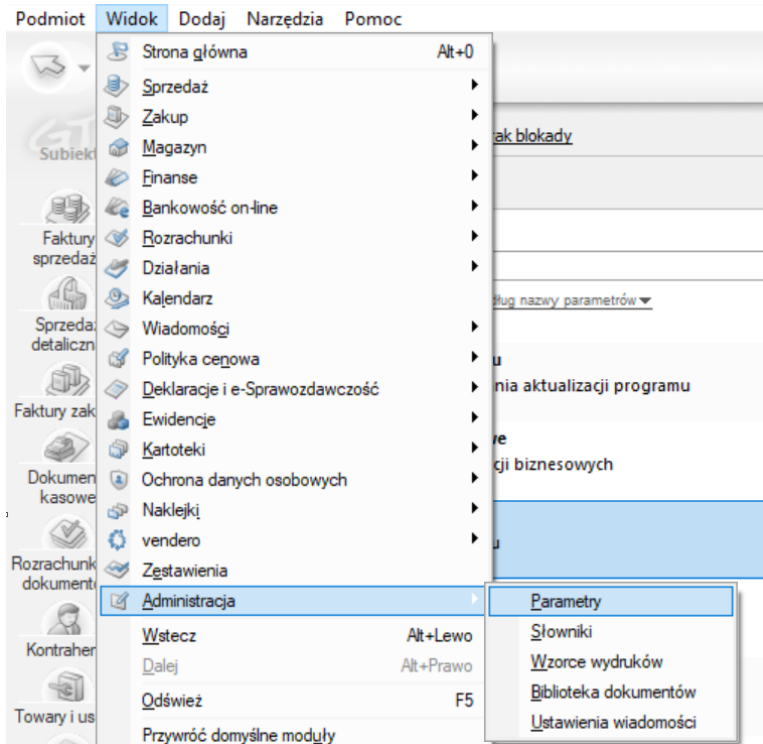 Podmiot Widok Dodaj Narzędzia Pomoc
Strona główna Alt+0
Sprzedaż
Zakup
Magazyn
Finanse
Bankowość on-line
Rozrachunki
Działania
Kalendarz
Wiadomości
Polityka cenowa
Deklaracje i e-Sprawozdawczość
Ewidencje
Kartoteki
Ochrona danych osobowych
Naklejki
vendero
Zestawienia
Administracja
Wstecz Alt+Lewo
Dalej Alt+Prawo
Odśwież F5
Przywróć domyślne moduły
Parametry
Słowniki
Wzorce wydruków
Biblioteka dokumentów
Ustawienia wiadomości
GT
Subiekt
Faktury
sprzedaż
Sprzedaż
detaliczn
Faktury zak
Dokumen
kasowe
Rozrachunk
dokumente
Kontraher
Towary i us
ak blokady
dług nazwy parametrów
u
nia aktualizacji programu
we
cji biznesowych
u